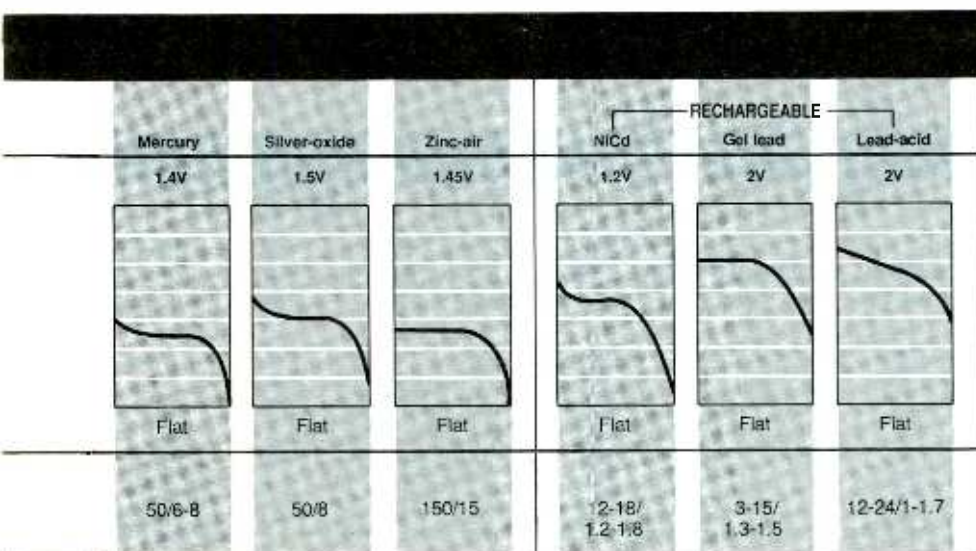 RECHARGEABLE
Mercury Silver-oxide Zinc-air NiCd Gel lead Lead-acid
1.4V 1.5V 1.45V 1.2V 2V 2V
Flat Flat Flat Flat Flat Flat
50/6-8 50/8 150/15 12-18/ 3-15/ 12-24/1-1.7
1.2-1.8 1.3-1.5